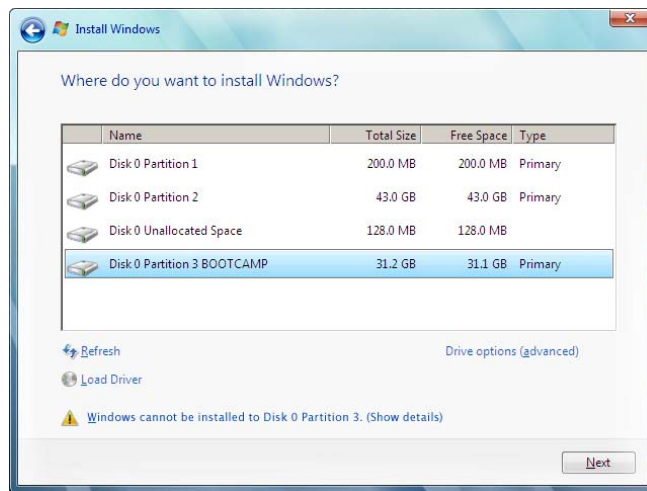 Install Windows
Where do you want to install Windows?
Name Total Size Free Space Type
Disk 0 Partition 1 200.0 MB 200.0 MB Primary
Disk 0 Partition 2 43.0 GB 43.0 GB Primary
Disk 0 Unallocated Space 128.0 MB 128.0 MB
Disk 0 Partition 3 BOOTCAMP 31.2 GB 31.1 GB Primary
Refresh Drive options (advanced)
Load Driver
Windows cannot be installed to Disk 0 Partition 3. (Show details)
Next